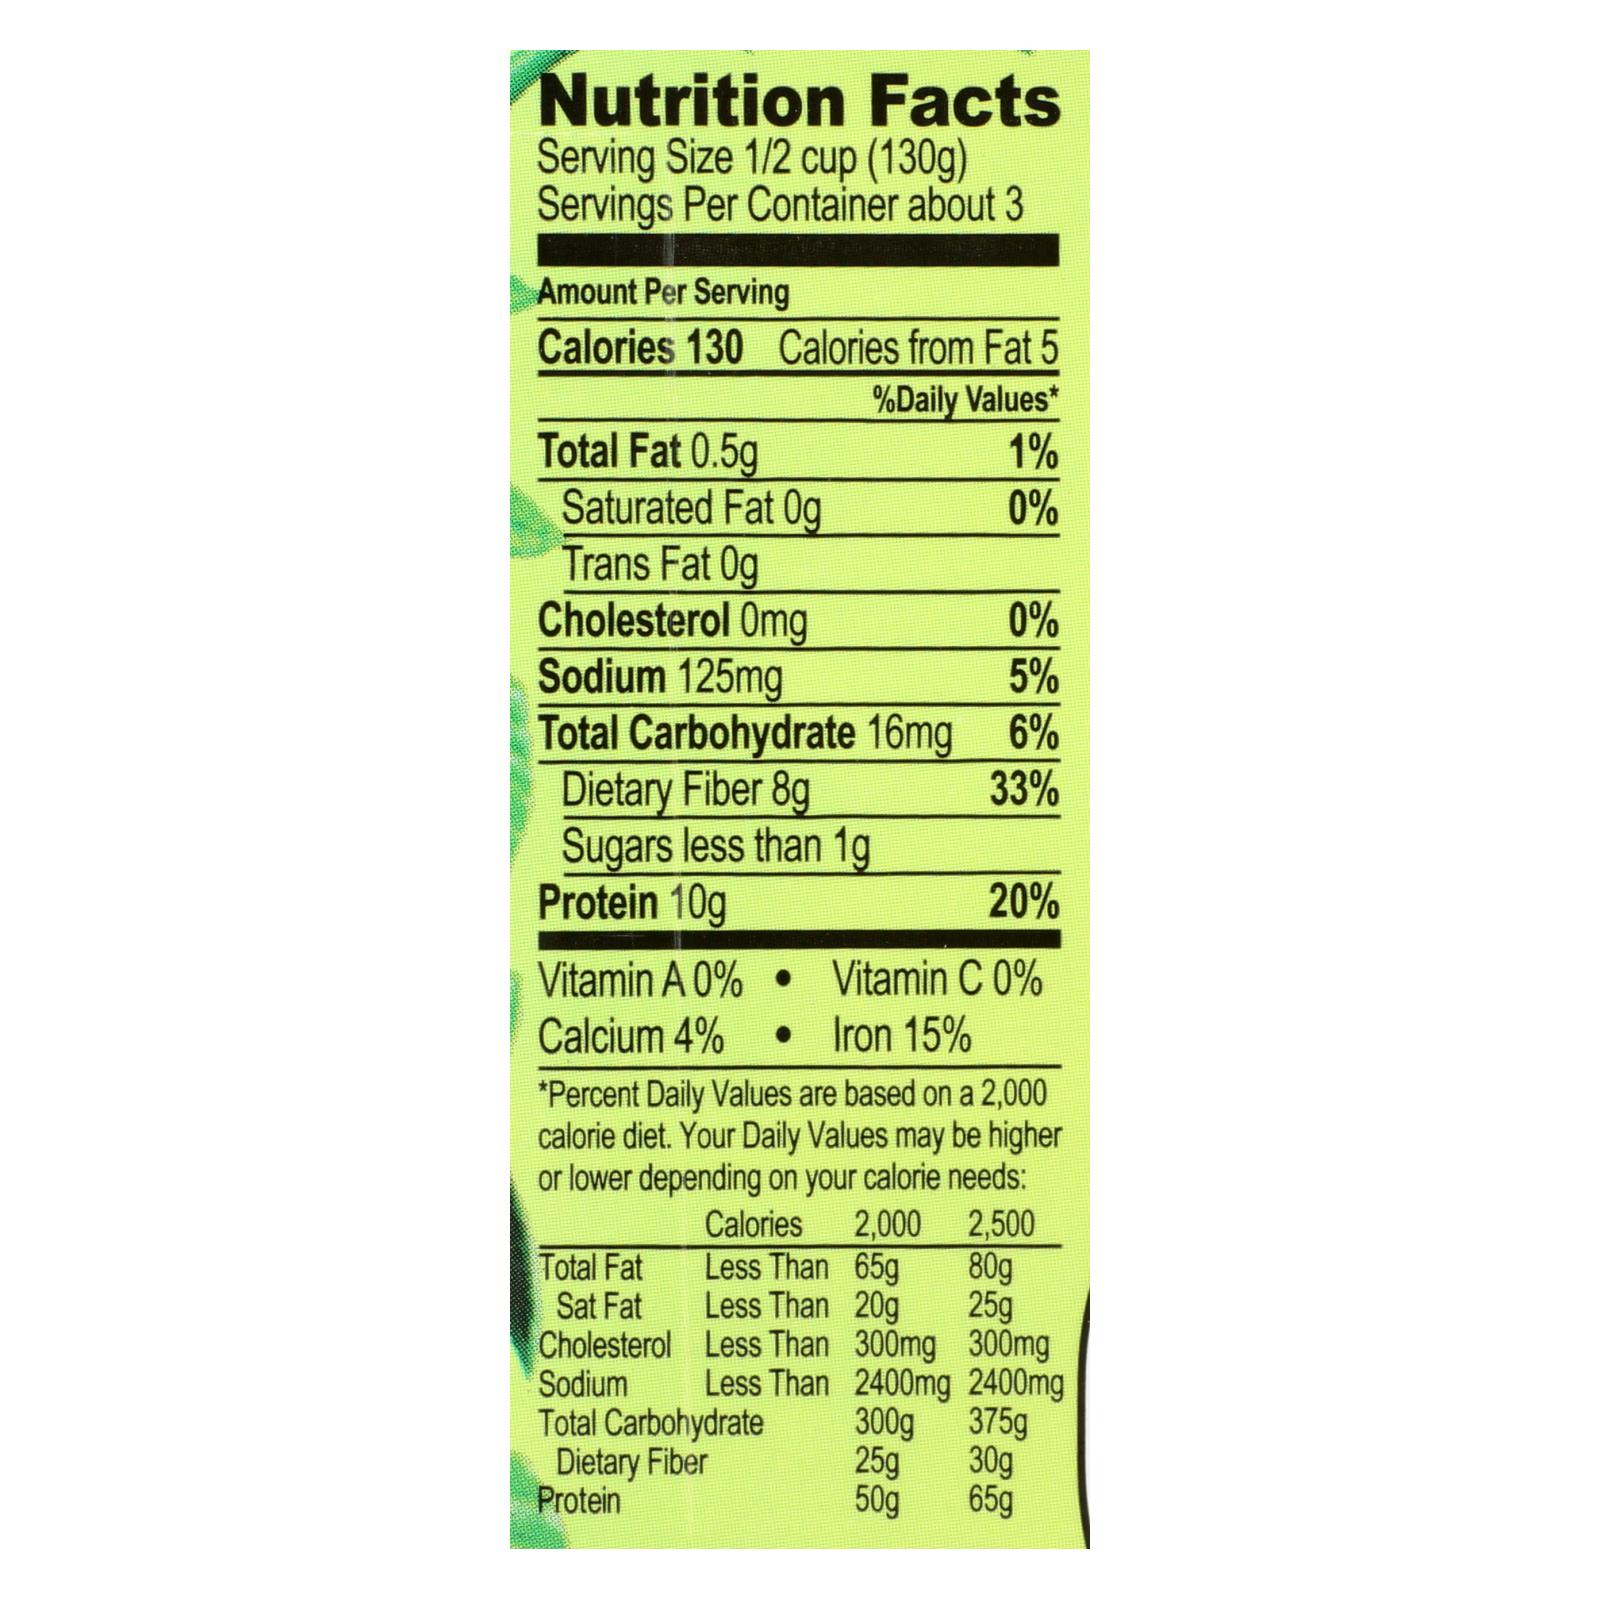 Nutrition Facts
Serving Size 1/2 cup (130g)
Servings Per Container about 3
Amount Per Serving
Calories 130 Calories from Fat 5
%Daily Values*
Total Fat 0.5g 1%
Saturated Fat 0g 0%
Trans Fat 0g
Cholesterol 0mg 0%
Sodium 125mg 5%
Total Carbohydrate 16mg 6%
Dietary Fiber 8g 33%
Sugars less than 1g
Protein 10g 20%
Vitamin A 0% • Vitamin C 0%
Calcium 4% • Iron 15%
*Percent Daily Values are based on a 2,000
calorie diet. Your Daily Values may be higher
or lower depending on your calorie needs:
Calories 2,000 2,500
Total Fat Less Than 65g 80g
Sat Fat Less Than 20g 25g
Cholesterol Less Than 300mg 300mg
Sodium Less Than 2400mg 2400mg
Total Carbohydrate 300g 375g
Dietary Fiber 25g 30g
Protein 50g 65g